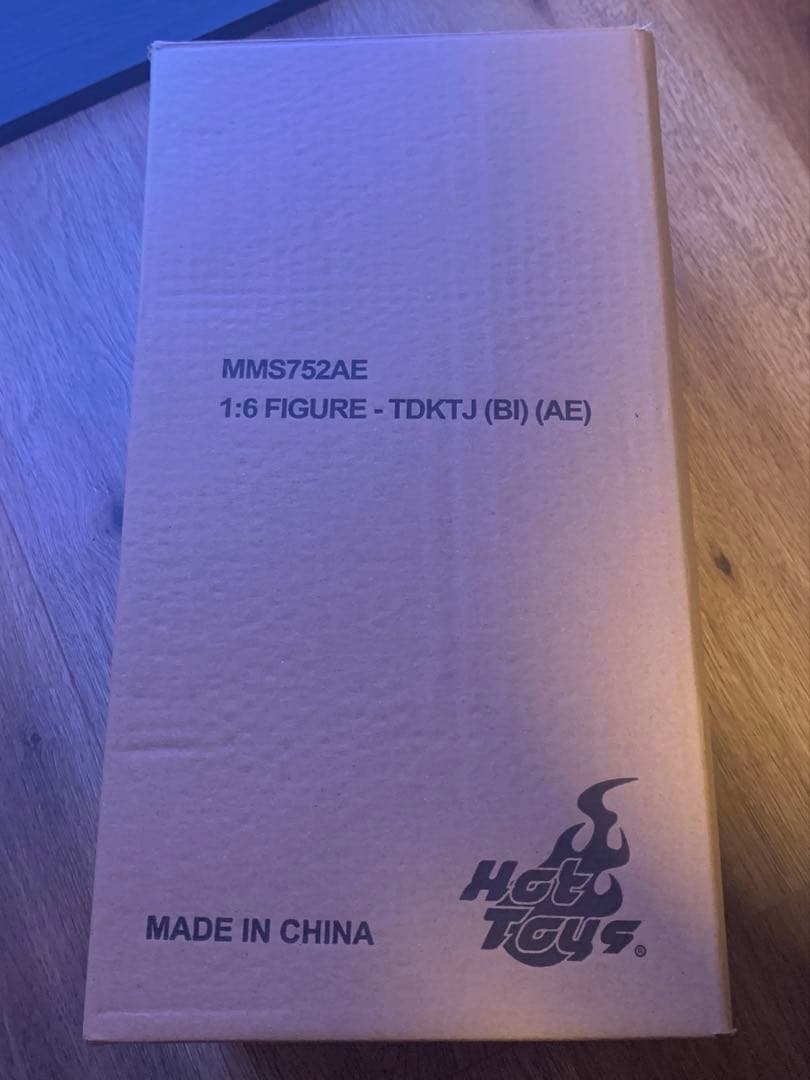 MMS752AE
1:6 FIGURE - TDKTJ (BI) (AE)
MADE IN CHINA
Hot
Toys®